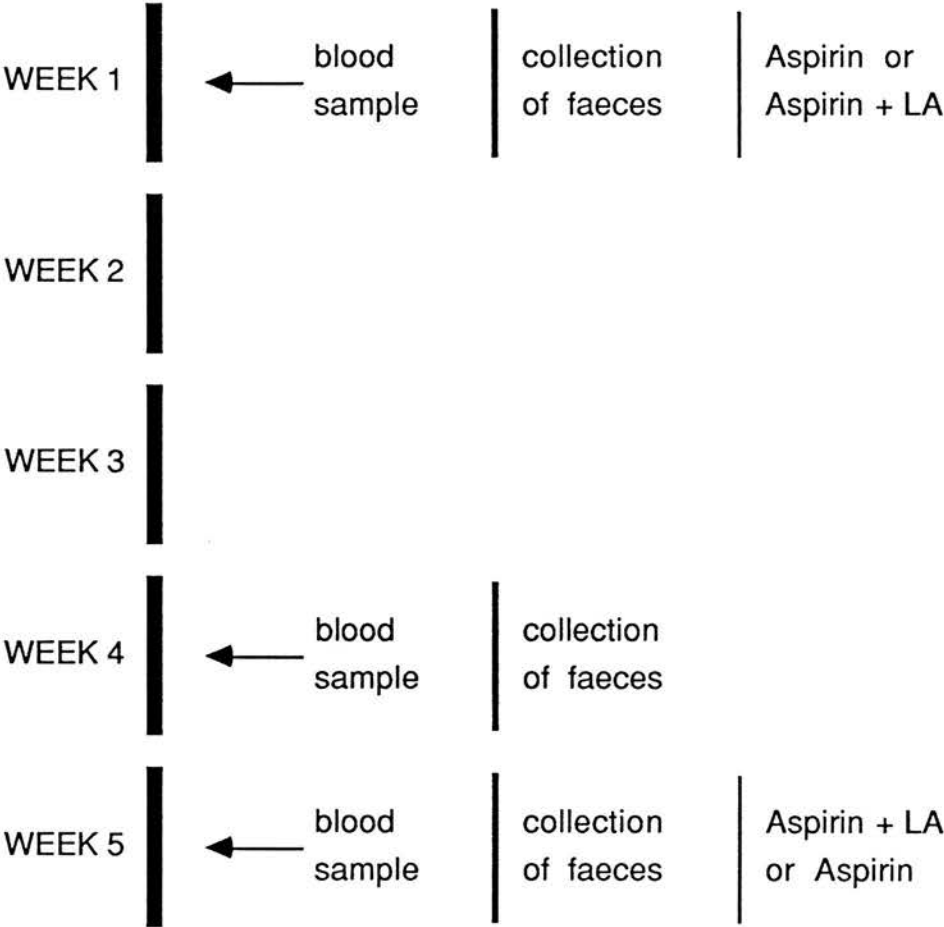 WEEK 1
blood
sample
collection
of faeces
Aspirin or
Aspirin + LA
WEEK 2
WEEK 3
WEEK 4
blood
sample
collection
of faeces
WEEK 5
blood
sample
collection
of faeces
Aspirin + LA
or Aspirin